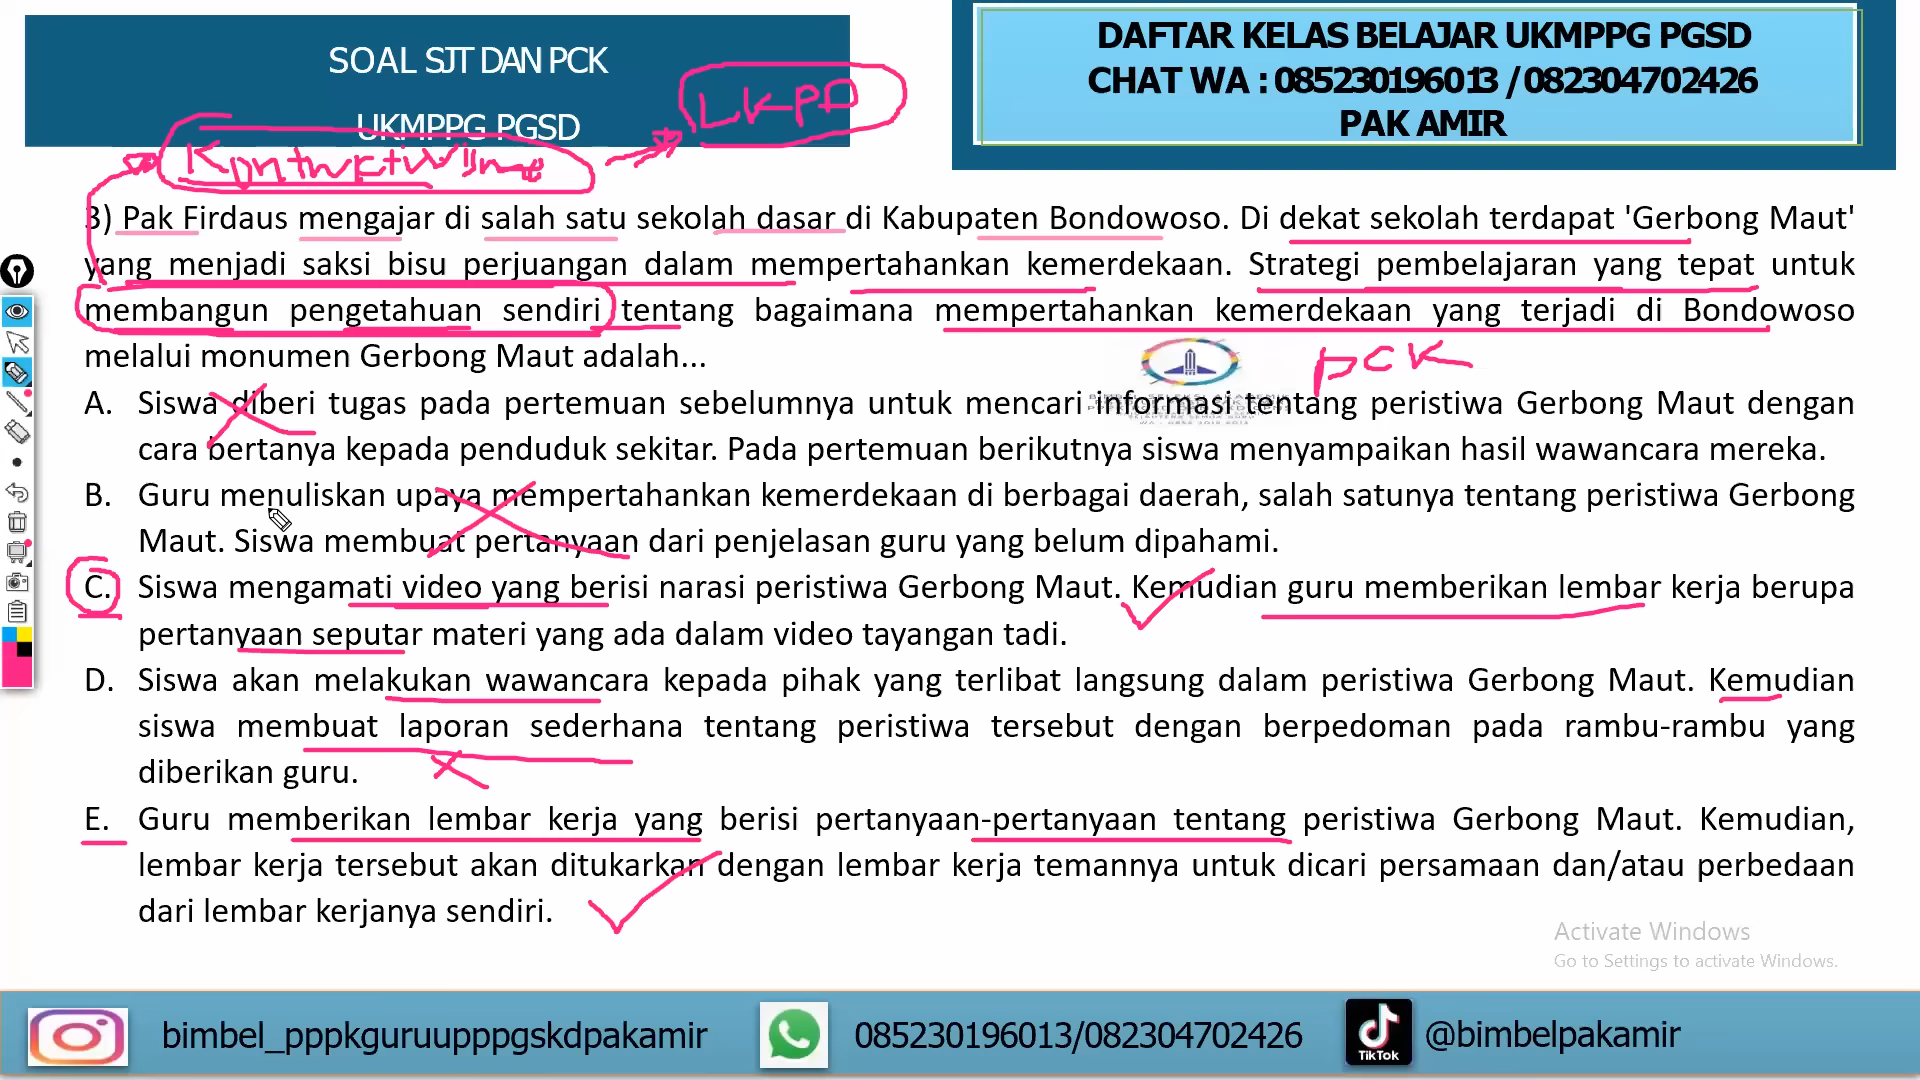 SOAL SJT DAN PCK
UKMPPG PGSD
DAFTAR KELAS BELAJAR UKMPPG PGSD
CHAT WA : 085230196013 / 082304702426
PAK AMIR
LKPD
3) Pak Firdaus mengajar di salah satu sekolah dasar di Kabupaten Bondowoso. Di dekat sekolah terdapat 'Gerbong Maut'
yang menjadi saksi bisu perjuangan dalam mempertahankan kemerdekaan. Strategi pembelajaran yang tepat untuk
membangun pengetahuan sendiri tentang bagaimana mempertahankan kemerdekaan yang terjadi di Bondowoso
melalui monumen Gerbong Maut adalah...
PCK
A. Siswa diberi tugas pada pertemuan sebelumnya untuk mencari informasi tentang peristiwa Gerbong Maut dengan
cara bertanya kepada penduduk sekitar. Pada pertemuan berikutnya siswa menyampaikan hasil wawancara mereka.
B. Guru menuliskan upaya mempertahankan kemerdekaan di berbagai daerah, salah satunya tentang peristiwa Gerbong
Maut. Siswa membuat pertanyaan dari penjelasan guru yang belum dipahami.
C. Siswa mengamati video yang berisi narasi peristiwa Gerbong Maut. Kemudian guru memberikan lembar kerja berupa
pertanyaan seputar materi yang ada dalam video tayangan tadi.
D. Siswa akan melakukan wawancara kepada pihak yang terlibat langsung dalam peristiwa Gerbong Maut. Kemudian
siswa membuat laporan sederhana tentang peristiwa tersebut dengan berpedoman pada rambu-rambu yang
diberikan guru.
E. Guru memberikan lembar kerja yang berisi pertanyaan-pertanyaan tentang peristiwa Gerbong Maut. Kemudian,
lembar kerja tersebut akan ditukarkan dengan lembar kerja temannya untuk dicari persamaan dan/atau perbedaan
dari lembar kerjanya sendiri.
Activate Windows
Go to Settings to activate Windows.
bimbel_pppkguruupppgskdpakamir
085230196013/082304702426
TikTok
@bimbelpakamir